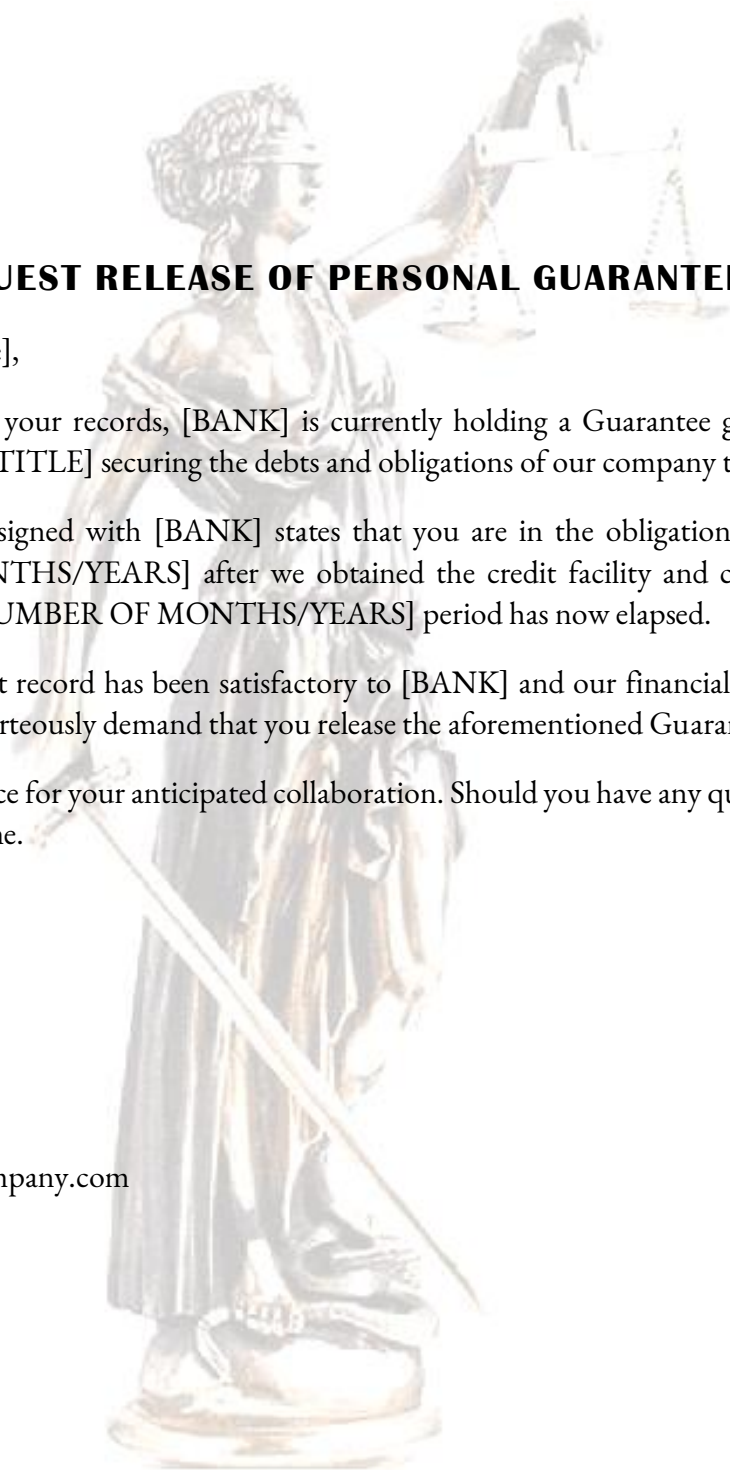 UEST RELEASE OF PERSONAL GUARANTE
e],
your records, [BANK] is currently holding a Guarantee g
TITLE] securing the debts and obligations of our company t
signed with [BANK] states that you are in the obligation
NTHS/YEARS] after we obtained the credit facility and c
UMBER OF MONTHS/YEARS] period has now elapsed.
t record has been satisfactory to [BANK] and our financial
rteously demand that you release the aforementioned Guara
ce for your anticipated collaboration. Should you have any qu
ne.
mpany.com